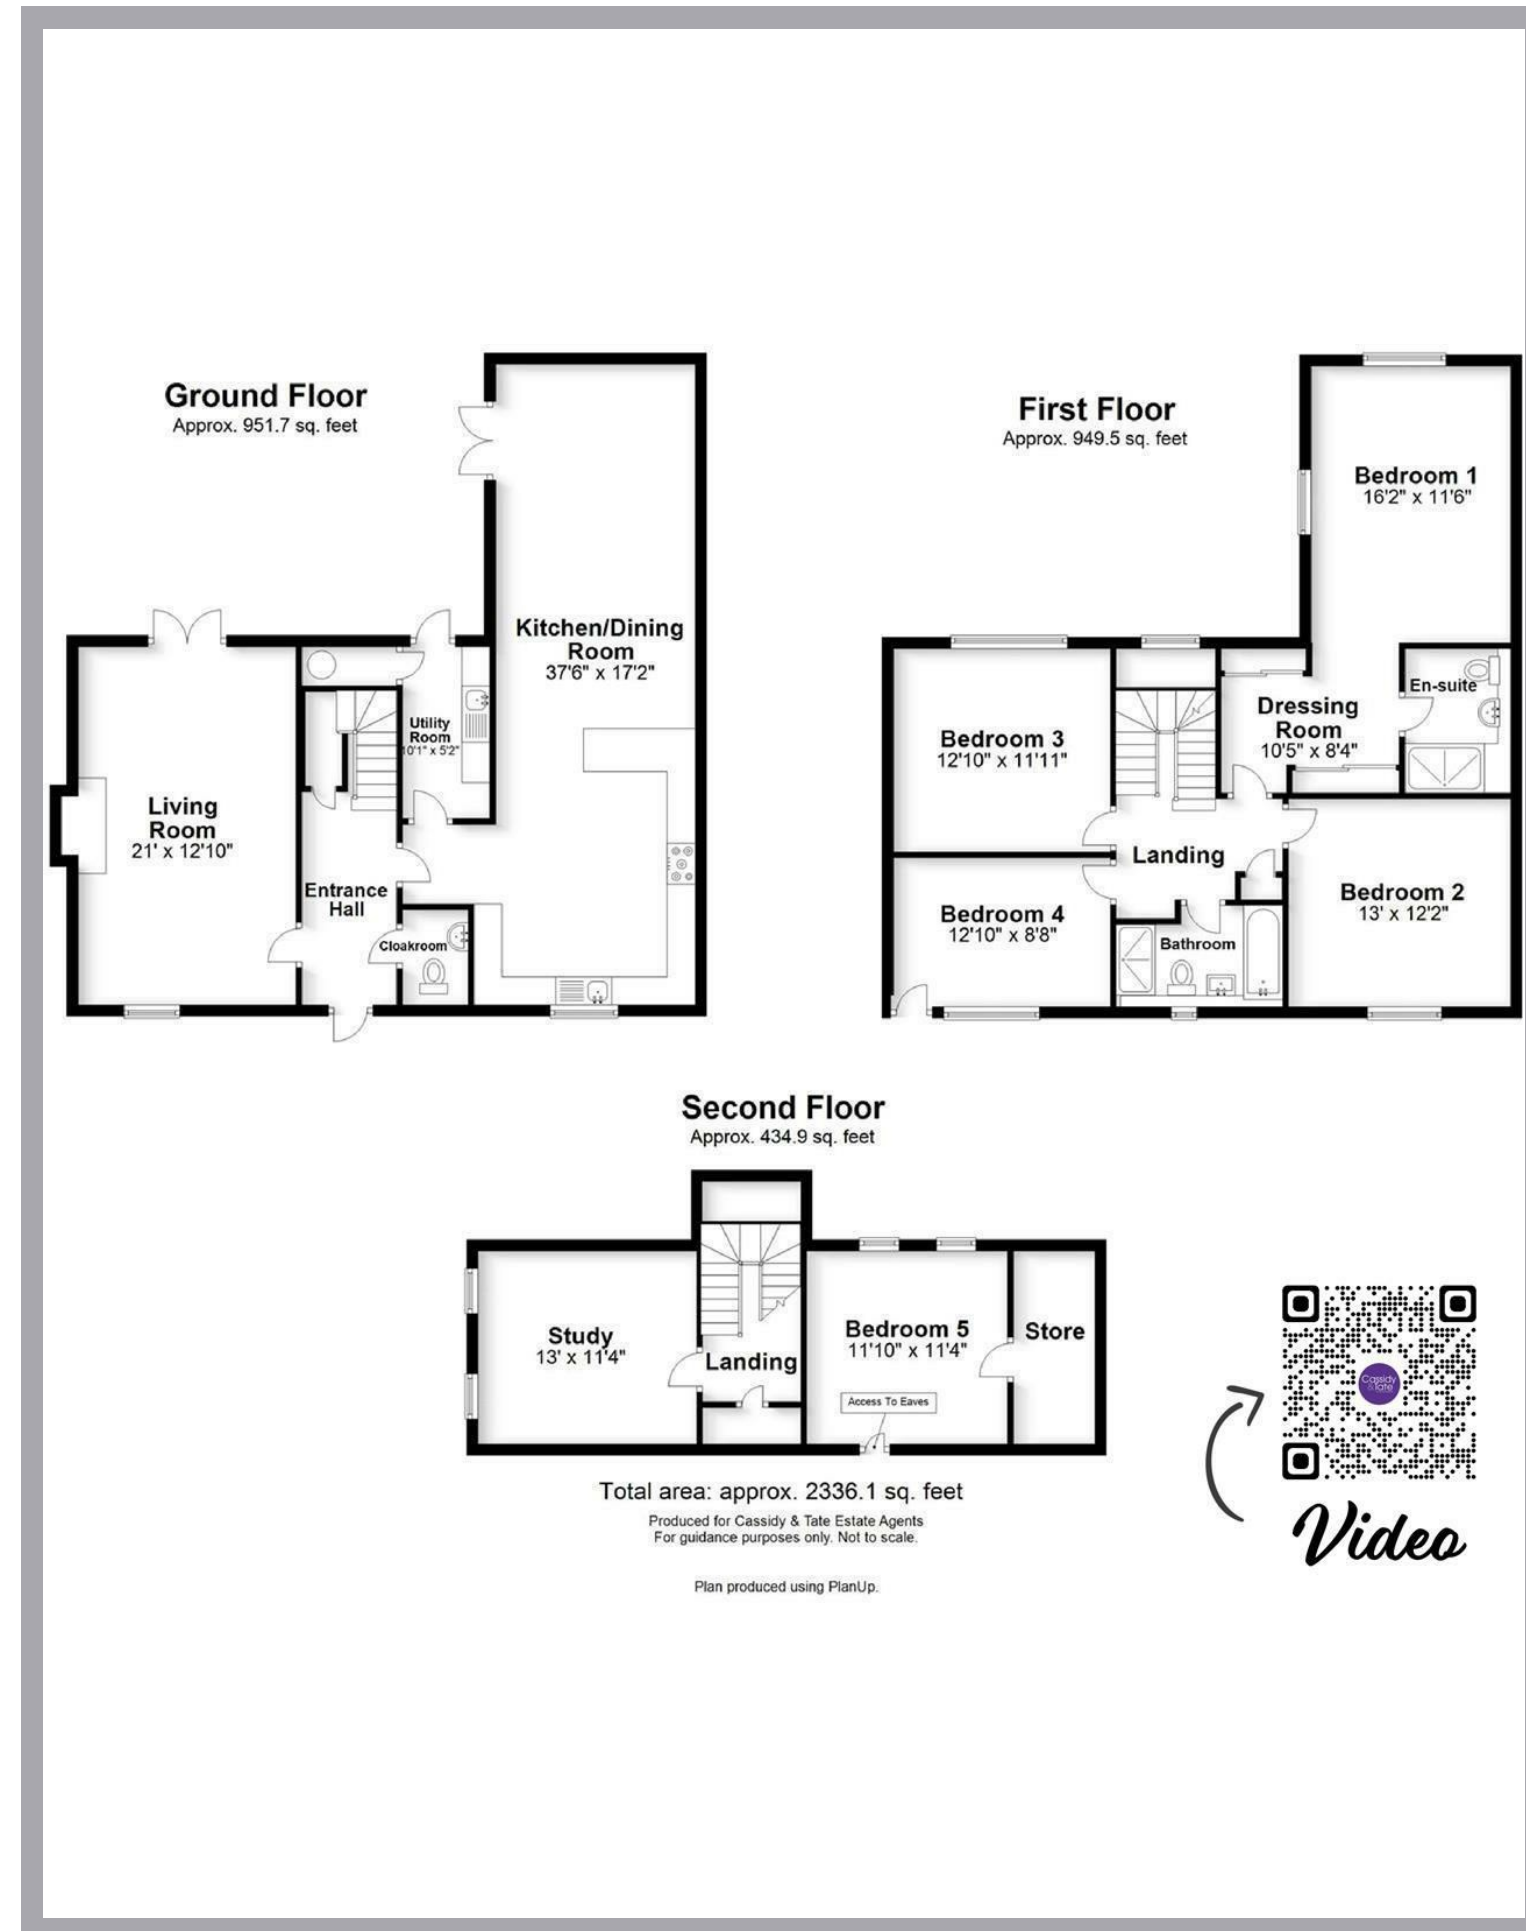 Ground Floor
Approx. 951.7 sq. feet
Kitchen/Dining
Room
37'6" x 17'2"
Utility
Room
10'1" x 5'2"
Living
Room
21' x 12'10"
Entrance
Hall
Cloakroom
First Floor
Approx. 949.5 sq. feet
Bedroom 1
16'2" x 11'6"
En-suite
Dressing
Room
10'5" x 8'4"
Bedroom 3
12'10" x 11'11"
Landing
Bedroom 2
13' x 12'2"
Bedroom 4
12'10" x 8'8"
Bathroom
Second Floor
Approx. 434.9 sq. feet
Study
13' x 11'4"
Landing
Bedroom 5
11'10" x 11'4"
Store
Access To Eaves
Total area: approx. 2336.1 sq. feet
Produced for Cassidy & Tate Estate Agents
For guidance purposes only. Not to scale.
Plan produced using PlanUp.
Cassidy
&Tate
Video